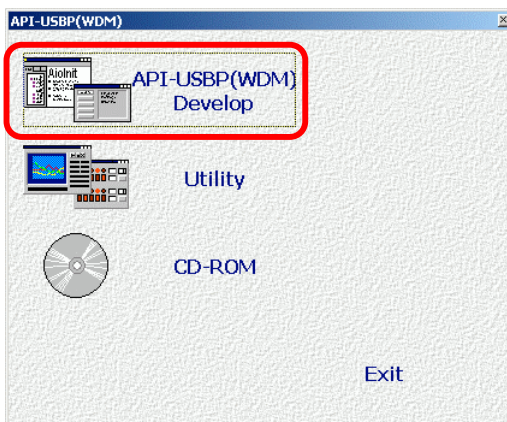 API-USBP(WDM)
AioInit
API-USBP(WDM)
Develop
Utility
CD-ROM
Exit